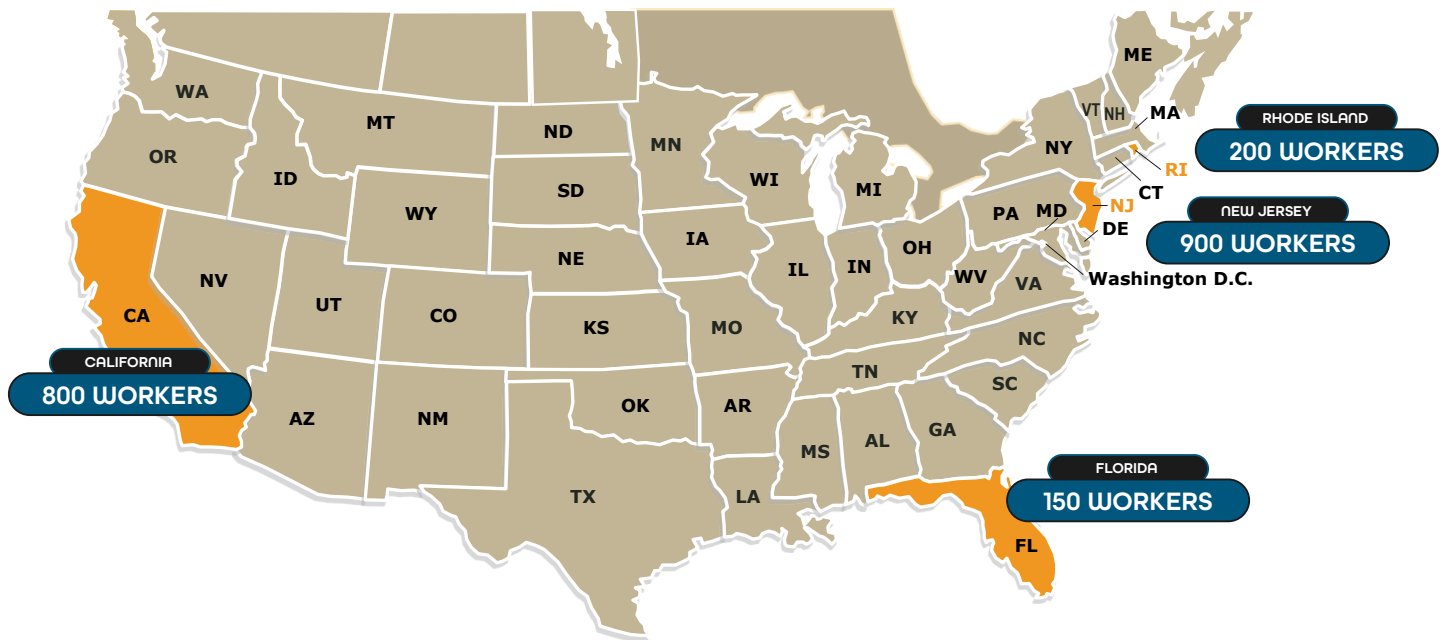 ME
WA
VT
NH
MA
MT
ND
MN
OR
NY
RHODE ISLAND
200 WORKERS
ID
WI
MI
RI
SD
CT
WY
PA
MD
NJ
NEW JERSEY
DE
900 WORKERS
IA
OH
NE
IL
IN
WV
NV
VA
Washington D.C.
UT
CO
CA
KS
MO
KY
NC
CALIFORNIA
800 WORKERS
TN
SC
AZ
NM
OK
AR
GA
MS
AL
FLORIDA
150 WORKERS
TX
LA
FL